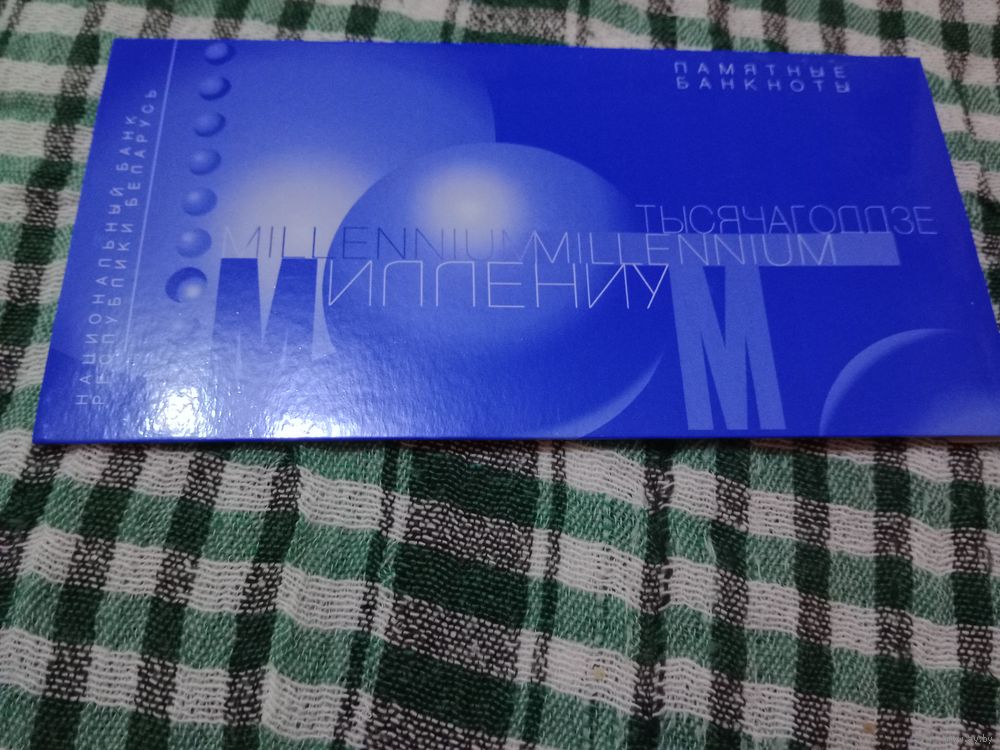 НАЦИОНАЛЬНЫЙ БАНК
РЕСПУБЛИКИ БЕЛАРУСЬ
ПАМЯТНЫЕ
БАНКНОТЫ
ТЫСЯЧАГОДДЗЕ
MILLENNIUM MILLENNIUM
МИЛЛЕНИУМ